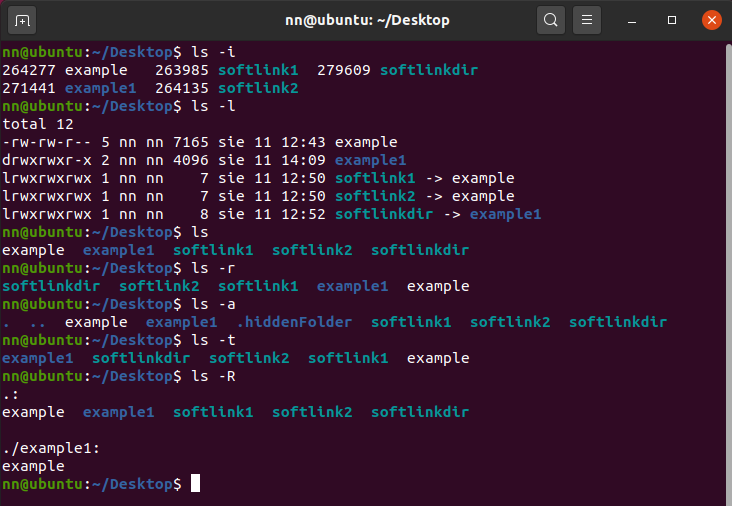 nn@ubuntu: ~/Desktop
nn@ubuntu:~/Desktop$ ls -i
264277 example   263985 softlink1  279609 softlinkdir
271441 example1  264135 softlink2
nn@ubuntu:~/Desktop$ ls -l
total 12
-rw-rw-r-- 5 nn nn 7165 sie 11 12:43 example
drwxrwxr-x 2 nn nn 4096 sie 11 14:09 example1
lrwxrwxrwx 1 nn nn    7 sie 11 12:50 softlink1 -> example
lrwxrwxrwx 1 nn nn    7 sie 11 12:50 softlink2 -> example
lrwxrwxrwx 1 nn nn    8 sie 11 12:52 softlinkdir -> example1
nn@ubuntu:~/Desktop$ ls
example  example1  softlink1  softlink2  softlinkdir
nn@ubuntu:~/Desktop$ ls -r
softlinkdir  softlink2  softlink1  example1  example
nn@ubuntu:~/Desktop$ ls -a
.  ..  example  example1  .hiddenFolder  softlink1  softlink2  softlinkdir
nn@ubuntu:~/Desktop$ ls -t
example1  softlinkdir  softlink2  softlink1  example
nn@ubuntu:~/Desktop$ ls -R
.:
example  example1  softlink1  softlink2  softlinkdir

./example1:
example
nn@ubuntu:~/Desktop$